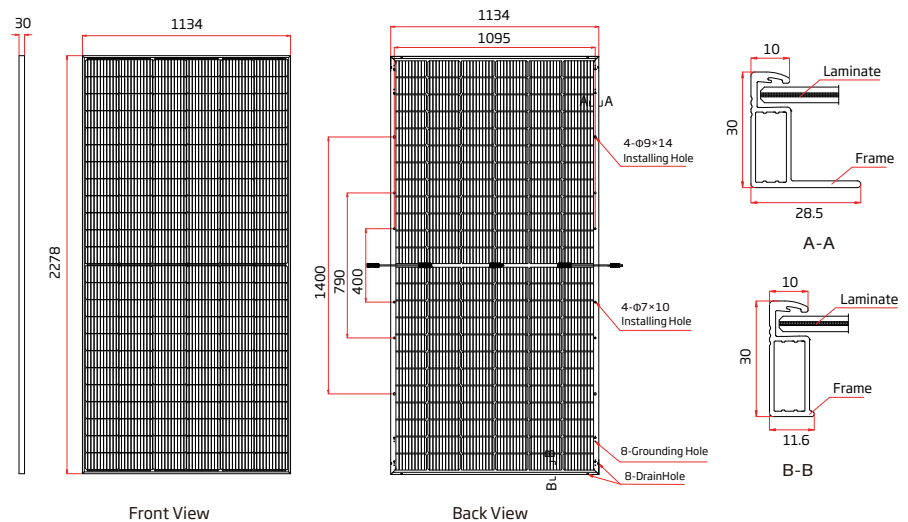 30
1134
2278
Front View
1134
1095
A
A
1400
790
400
4-Φ9×14
Installing Hole
4-Φ7×10
Installing Hole
8-Grounding Hole
8-DrainHole
B
B
Back View
10
Laminate
30
Frame
28.5
A-A
10
Laminate
30
Frame
11.6
B-B